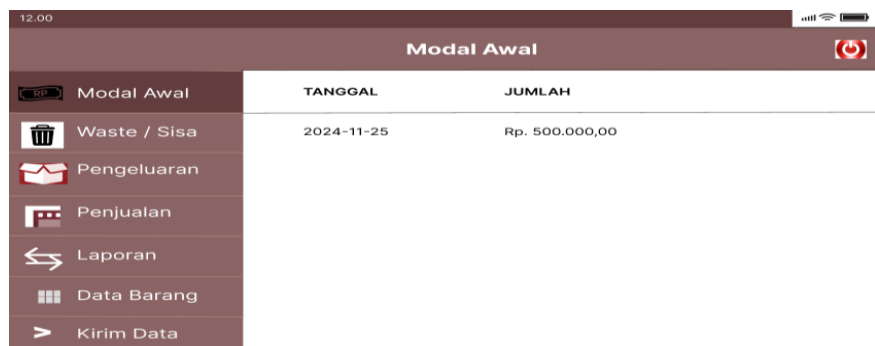 12.00
Modal Awal
RP Modal Awal
TANGGAL JUMLAH
Waste / Sisa
2024-11-25 Rp. 500.000,00
Pengeluaran
Penjualan
Laporan
Data Barang
> Kirim Data